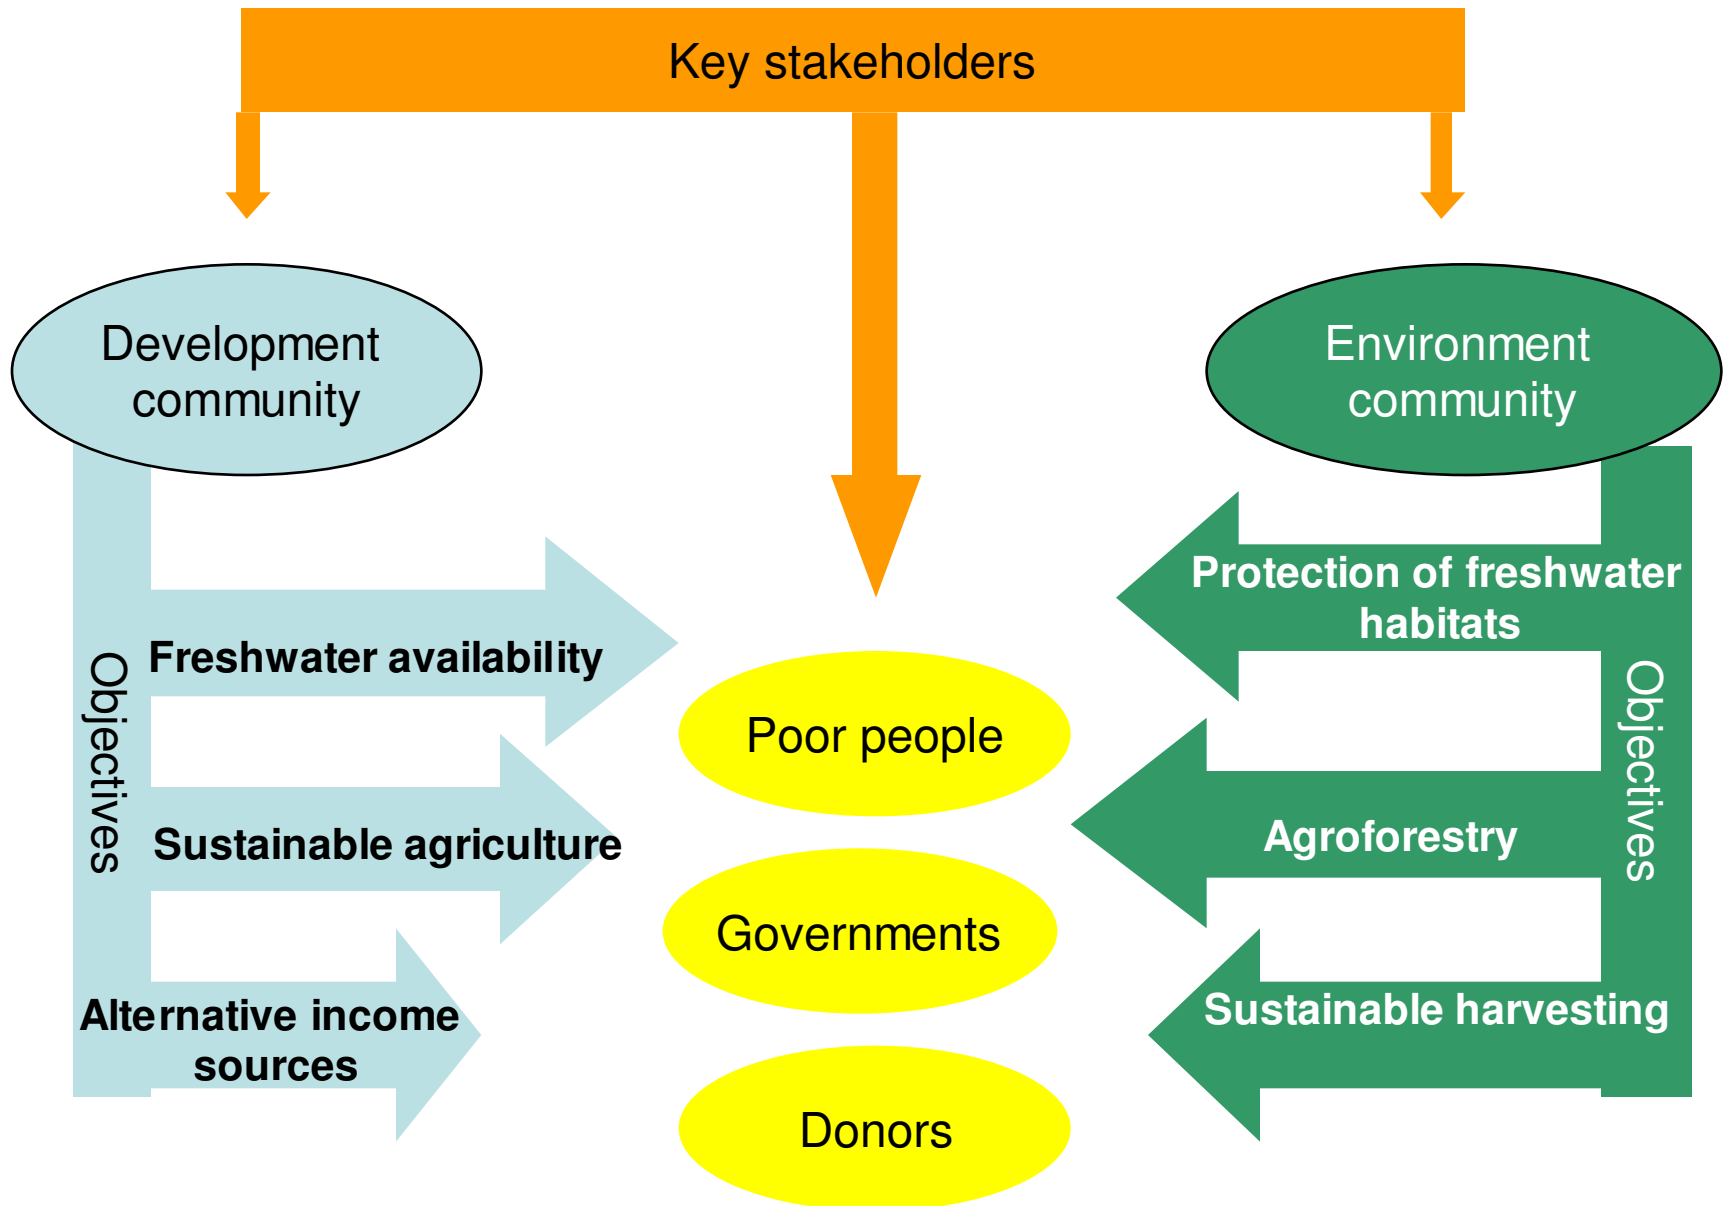 Key stakeholders
Development
community
Environment
community
Objectives
Freshwater availability
Sustainable agriculture
Alternative income
sources
Poor people
Governments
Donors
Protection of freshwater
habitats
Agroforestry
Sustainable harvesting
Objectives